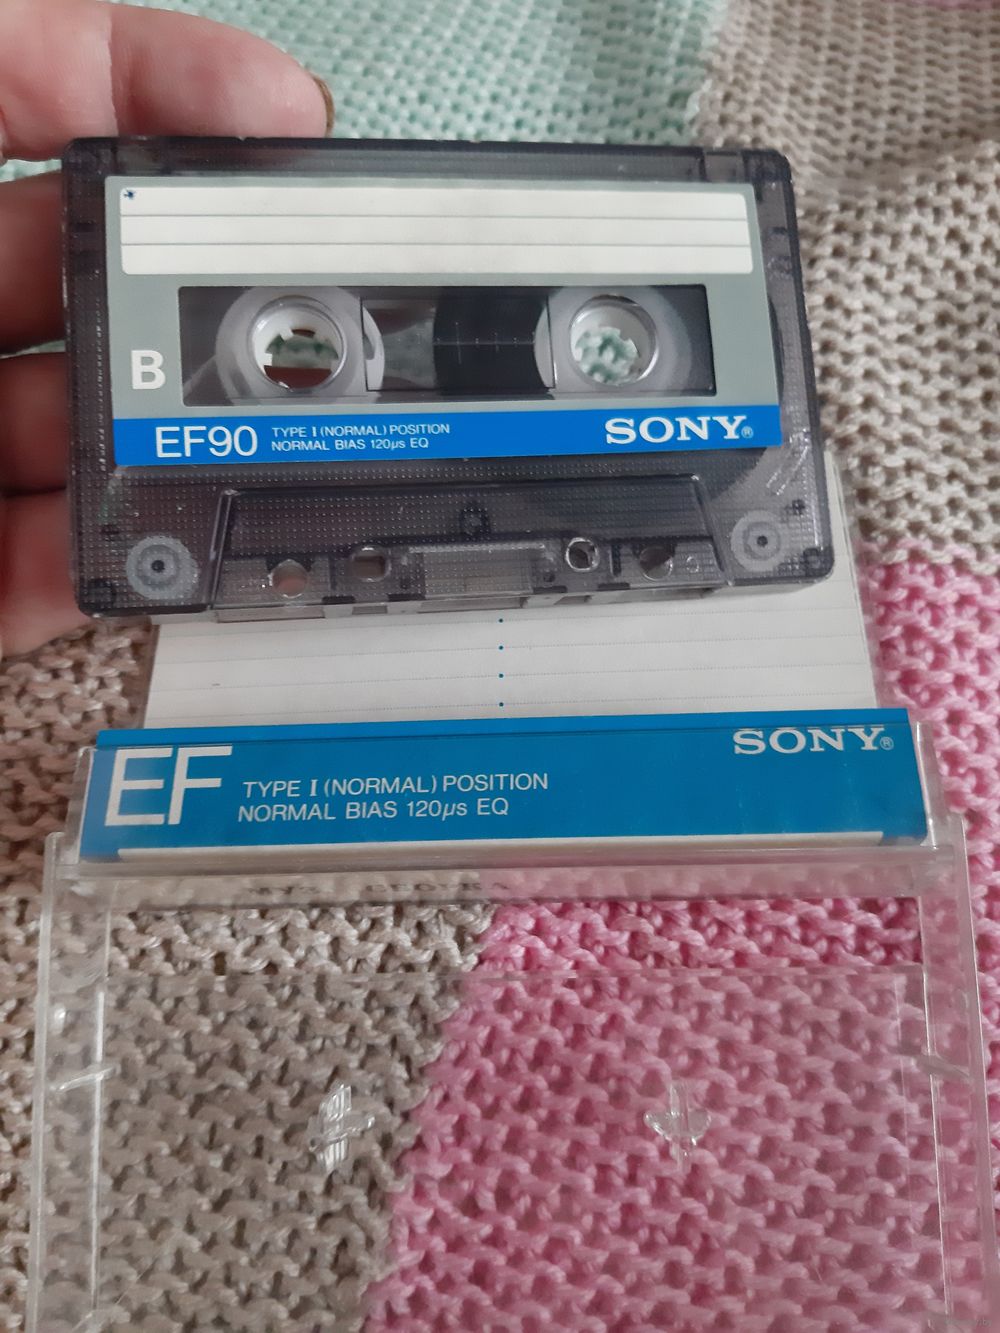 B
EF90
TYPE I (NORMAL) POSITION
NORMAL BIAS 120µs EQ
SONY®
EF
TYPE I (NORMAL) POSITION
NORMAL BIAS 120µs EQ
SONY®